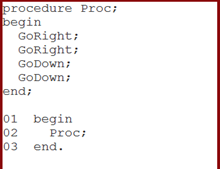 procedure Proc;
begin
  GoRight;
  GoRight;
  GoDown;
  GoDown;
end;

01  begin
02    Proc;
03  end.